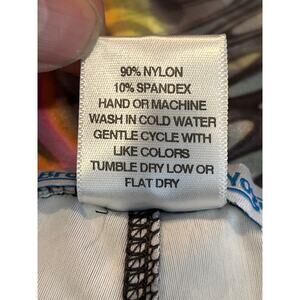 90% NYLON
10% SPANDEX
HAND OR MACHINE
WASH IN COLD WATER
GENTLE CYCLE WITH
LIKE COLORS
TUMBLE DRY LOW OR
FLAT DRY